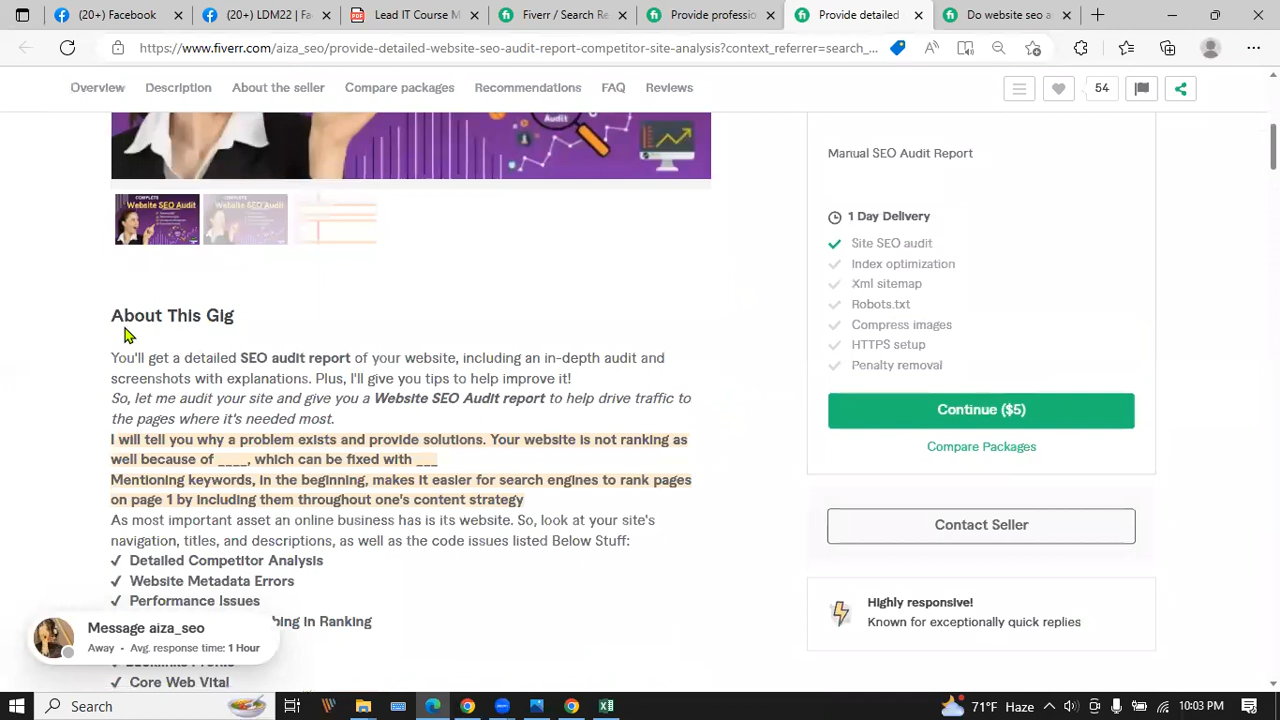 (2) Fac
(2) DM21 | Fac
Lead IT Course M
Fiverr / Search Re
Provide professio
Provide detailed
Do website seo a
https://www.fiverr.com/aiza_seo/provide-detailed-website-seo-audit-report-competitor-site-analysis?context_referrer=search_...
Overview
Description
About the seller
Compare packages
Recommendations
FAQ
Reviews
54
Audit
COMPLETE
Website SEO Audit
Manual SEO Audit Report
1 Day Delivery
Site SEO audit
Index optimization
Xml sitemap
Robots.txt
Compress images
HTTPS setup
Penalty removal
Continue ($5)
Compare Packages
Contact Seller
Highly responsive!
Known for exceptionally quick replies
About This Gig
You'll get a detailed SEO audit report of your website, including an in-depth audit and
screenshots with explanations. Plus, I'll give you tips to help improve it!
So, let me audit your site and give you a Website SEO Audit report to help drive traffic to
the pages where it's needed most.
I will tell you why a problem exists and provide solutions. Your website is not ranking as
well because of ____, which can be fixed with ___
Mentioning keywords, in the beginning, makes it easier for search engines to rank pages
on page 1 by including them throughout one's content strategy
As most important asset an online business has is its website. So, look at your site's
navigation, titles, and descriptions, as well as the code issues listed Below Stuff:
✓ Detailed Competitor Analysis
✓ Website Metadata Errors
✓ Performance Issues
bing in Ranking
Core Web Vital
Message aiza_seo
Away • Avg. response time: 1 Hour
Search
71°F Haze
10:03 PM